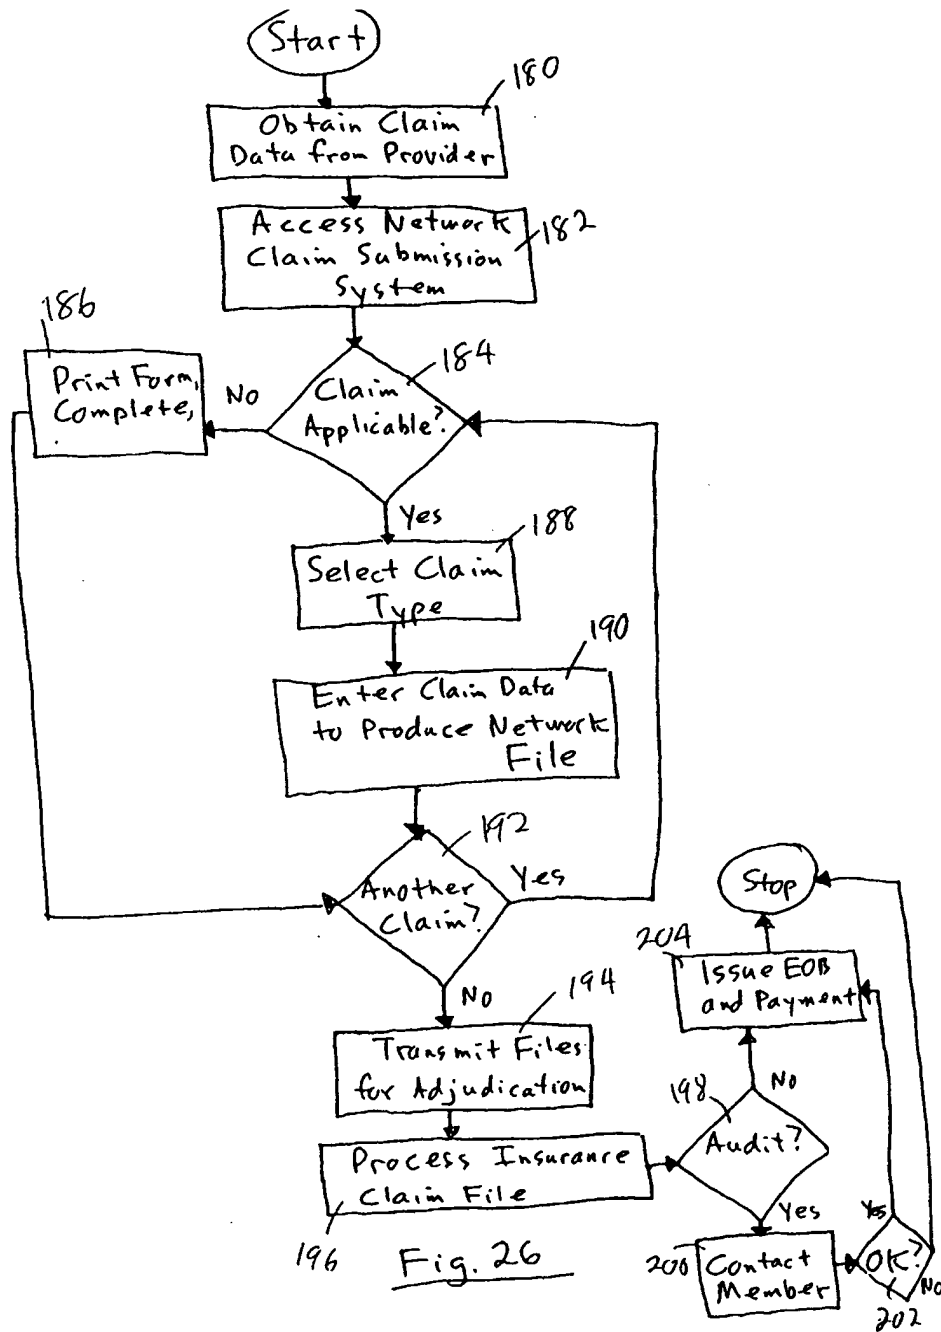 Start
180
Obtain Claim
Data from Provider
Access Network
Claim Submission
System
182
186
Print Form,
Complete,
.
No
184
Claim
Applicable?
Yes
188
Select Claim
Type
190
Enter Claim Data
to Produce Network
File
192
Another
Claim?
Yes
Stop
204
Issue EOB
and Payment
No
194
Transmit Files
for Adjudication
198
No
Audit?
Process Insurance
Claim File
196
Yes
Yes
200
Contact
Member
OK?
No
202
Fig. 26